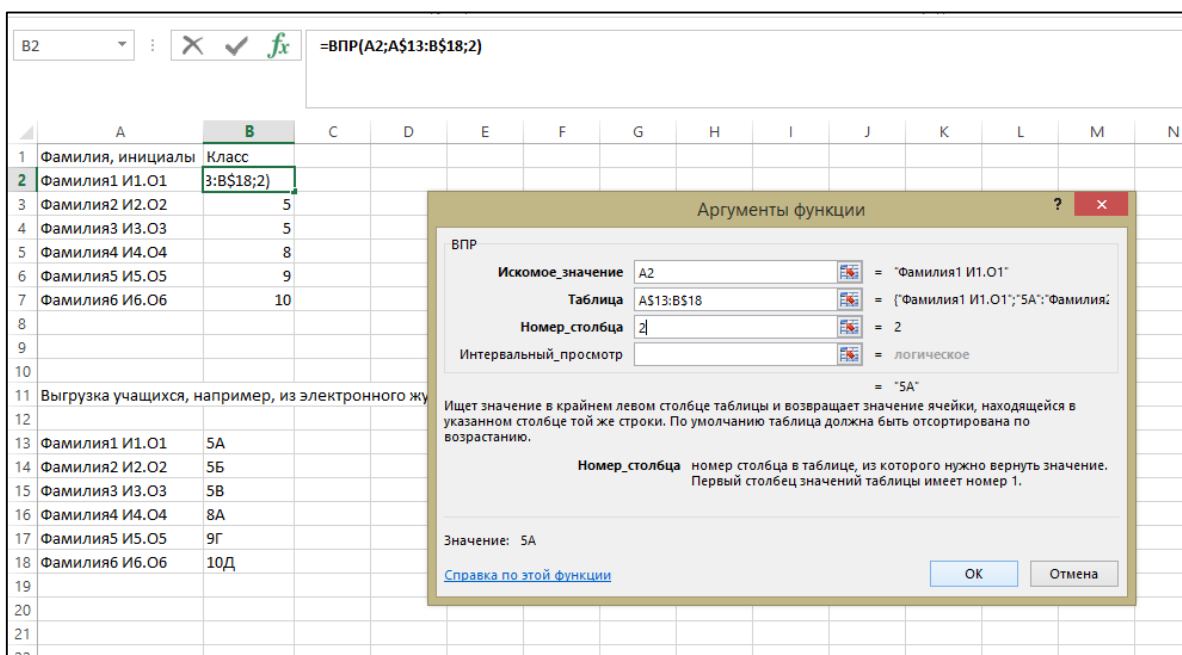 B2 fx =ВПР(A2;A$13:B$18;2)
A B C D E F G H I J K L M N
1 Фамилия, инициалы Класс
2 Фамилия1 И1.О1 3:B$18;2)
3 Фамилия2 И2.О2 5
4 Фамилия3 И3.О3 5
5 Фамилия4 И4.О4 8
6 Фамилия5 И5.О5 9
7 Фамилия6 И6.О6 10
8
9
10
11 Выгрузка учащихся, например, из электронного жу
12
13 Фамилия1 И1.О1 5А
14 Фамилия2 И2.О2 5Б
15 Фамилия3 И3.О3 5В
16 Фамилия4 И4.О4 8А
17 Фамилия5 И5.О5 9Г
18 Фамилия6 И6.О6 10Д
19
20
21
Аргументы функции ? ×
ВПР
Искомое_значение A2 = "Фамилия1 И1.О1"
Таблица A$13:B$18 = {"Фамилия1 И1.О1";"5А":"Фамилия2
Номер_столбца 2 = 2
Интервальный_просмотр = логическое
= "5А"
Ищет значение в крайнем левом столбце таблицы и возвращает значение ячейки, находящейся в
указанном столбце той же строки. По умолчанию таблица должна быть отсортирована по
возрастанию.
Номер_столбца номер столбца в таблице, из которого нужно вернуть значение.
Первый столбец значений таблицы имеет номер 1.
Значение: 5А
Справка по этой функции OK Отмена